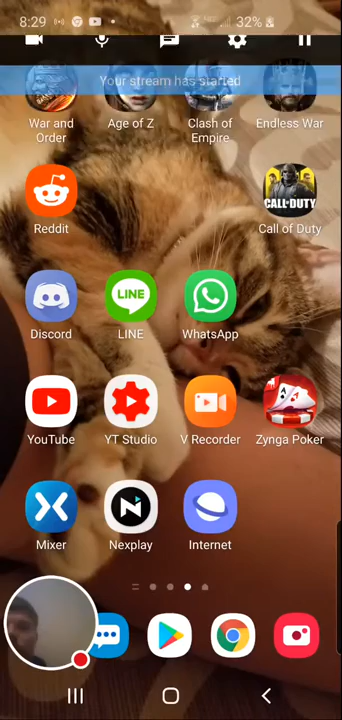 8:29
32%
Your stream has started
War and
Order
Age of Z
Clash of
Empire
Endless War
Reddit
CALL·DUTY
Call of Duty
Discord
LINE
LINE
WhatsApp
YouTube
YT Studio
V Recorder
Zynga Poker
Mixer
Nexplay
Internet